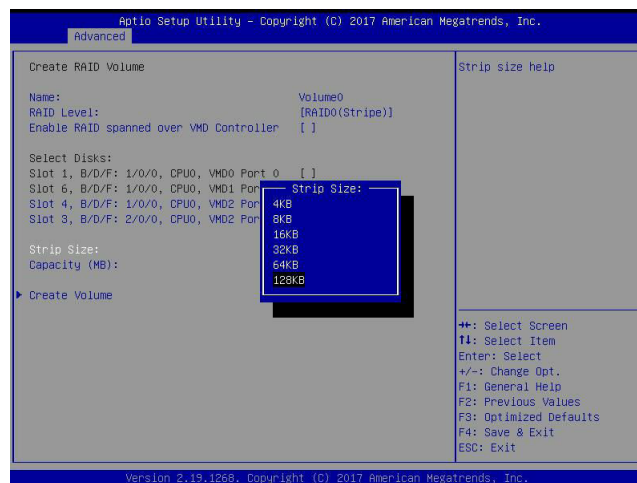 Aptio Setup Utility – Copyright (C) 2017 American Megatrends, Inc.
Advanced
Create RAID Volume
Name: Volume0
RAID Level: [RAID0(Stripe)]
Enable RAID spanned over VMD Controller [ ]
Select Disks:
Slot 1, B/D/F: 1/0/0, CPU0, VMD0 Port 0 [ ]
Slot 6, B/D/F: 1/0/0, CPU0, VMD1 Por
Slot 4, B/D/F: 1/0/0, CPU0, VMD2 Por
Slot 3, B/D/F: 2/0/0, CPU0, VMD2 Por
Strip Size:
Capacity (MB):
Create Volume
Strip Size:
4KB
8KB
16KB
32KB
64KB
128KB
Strip size help
→←: Select Screen
↑↓: Select Item
Enter: Select
+/-: Change Opt.
F1: General Help
F2: Previous Values
F3: Optimized Defaults
F4: Save & Exit
ESC: Exit
Version 2.19.1268. Copyright (C) 2017 American Megatrends, Inc.